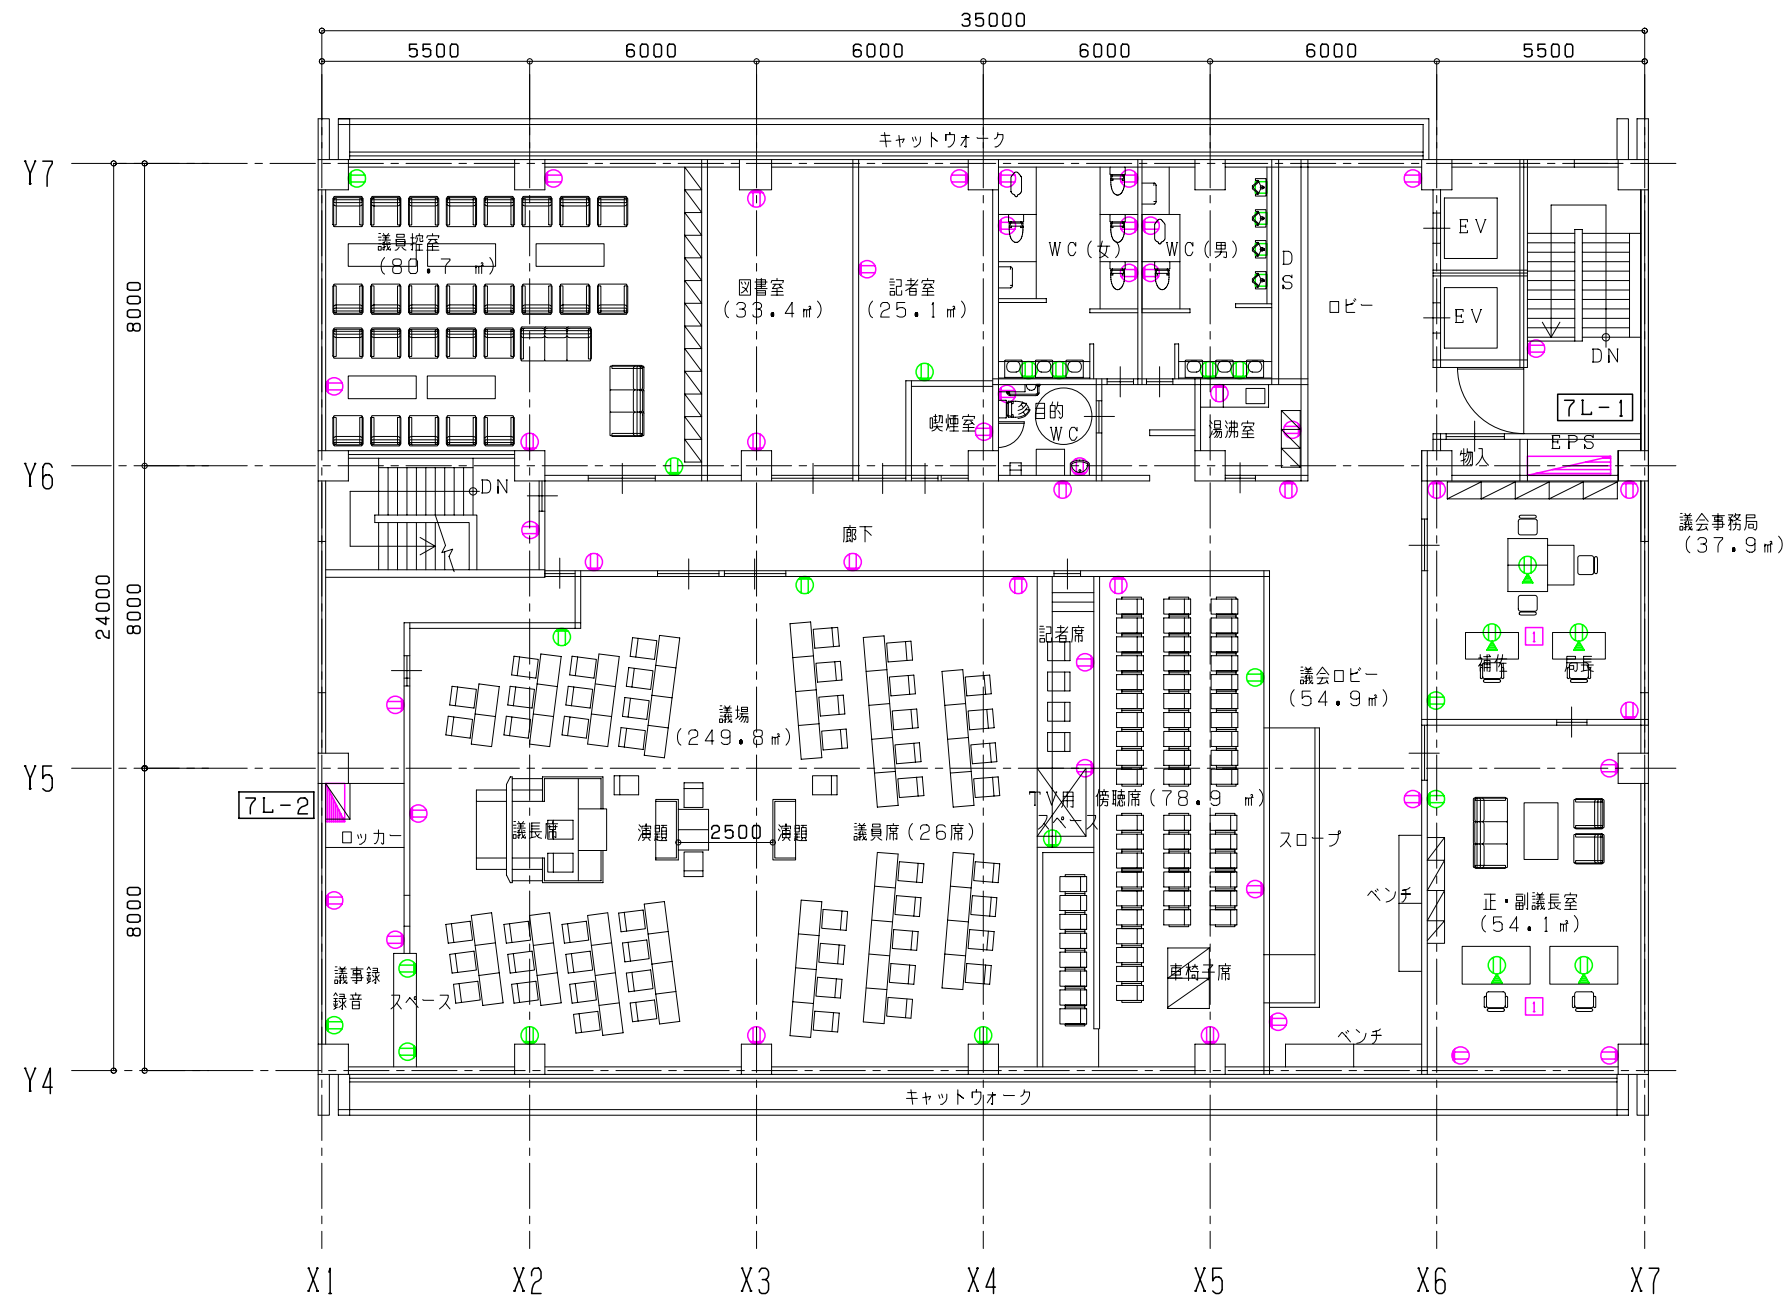 35000
5500 6000 6000 6000 6000 5500
キャットウォーク
Y7
議員控室
(80.7 ㎡)
図書室
(33.4㎡)
記者室
(25.1㎡)
WC(女)
WC(男)
DS
ロビー
EV
EV
DN
7L-1
8000
喫煙室
多目的
WC
湯沸室
物入
EPS
Y6
DN
廊下
議会事務局
(37.9㎡)
24000
8000
記者席
補佐
局長
1
議会ロビー
(54.9㎡)
議場
(249.8㎡)
Y5
7L-2
ロッカー
議長席
演題
2500
演題
議員席(26席)
TV用
スペース
傍聴席(78.9 ㎡)
スロープ
ベンチ
正・副議長室
(54.1㎡)
8000
議事録
録音 スペース
車椅子席
1
ベンチ
Y4
キャットウォーク
X1 X2 X3 X4 X5 X6 X7